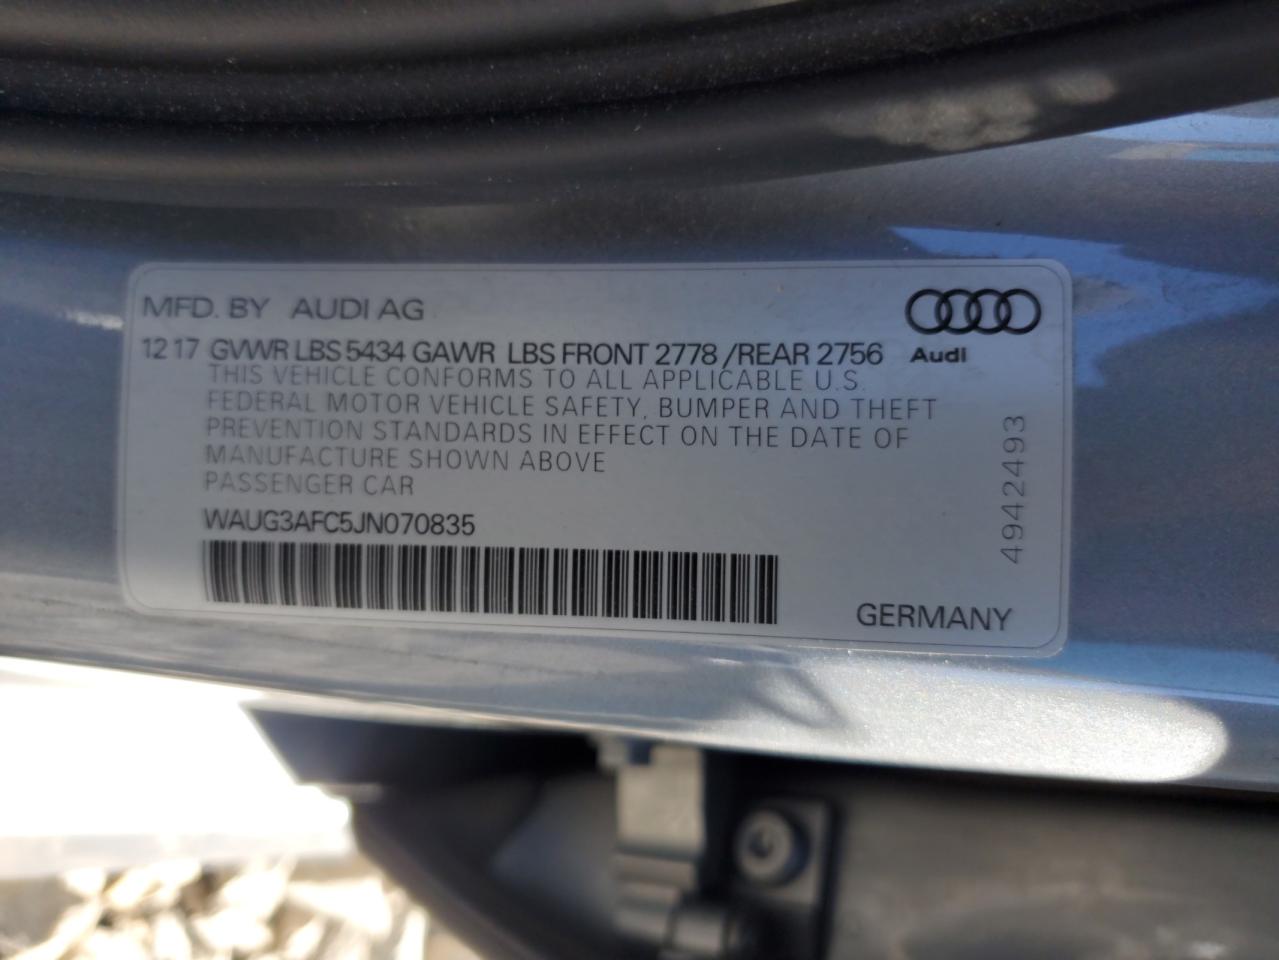 MFD. BY AUDI AG
12 17 GVWR LBS 5434 GAWR LBS FRONT 2778 /REAR 2756
Audi
THIS VEHICLE CONFORMS TO ALL APPLICABLE U.S.
FEDERAL MOTOR VEHICLE SAFETY, BUMPER AND THEFT
PREVENTION STANDARDS IN EFFECT ON THE DATE OF
MANUFACTURE SHOWN ABOVE
PASSENGER CAR
WAUG3AFC5JN070835
4942493
GERMANY